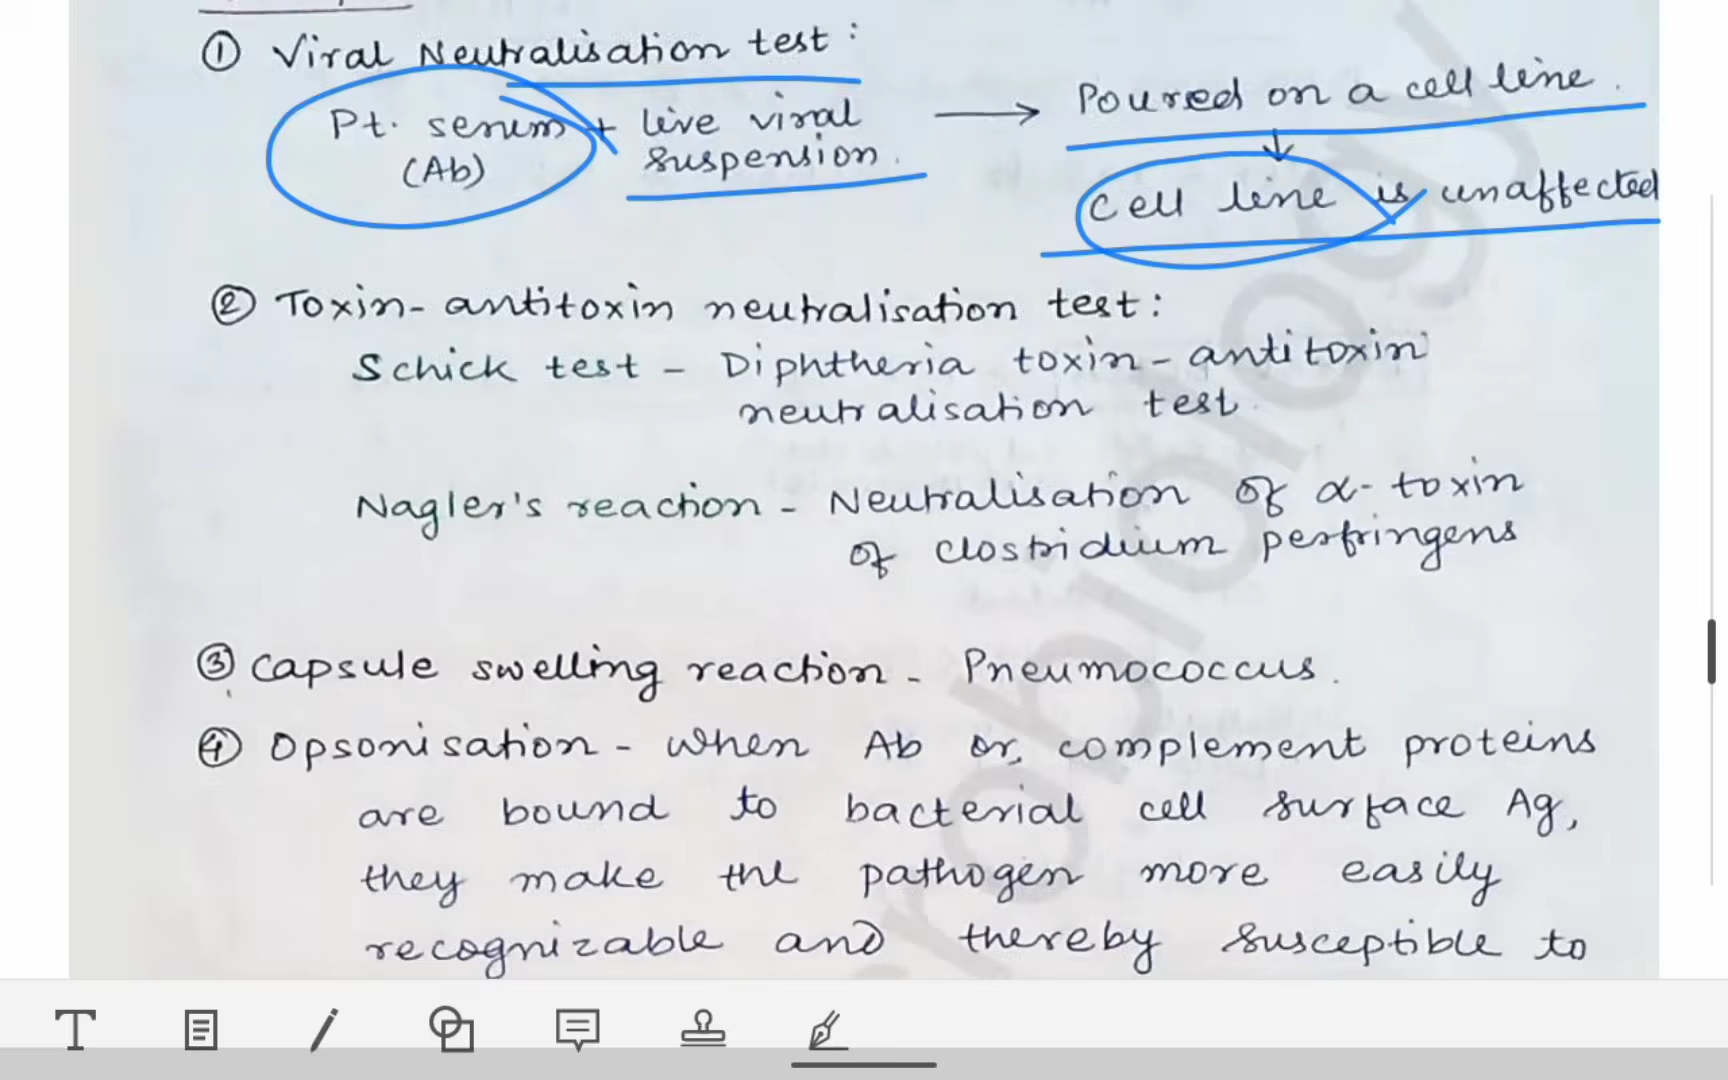 ① Viral Neutralisation test:
Pt. serum + live viral → Poured on a cell line.
(Ab) suspension. ↓
Cell line is unaffected
② Toxin-antitoxin neutralisation test:
Schick test - Diphtheria toxin-antitoxin
neutralisation test.
Nagler's reaction - Neutralisation of α-toxin
of clostridium perfringens
③ Capsule swelling reaction - Pneumococcus.
④ Opsonisation - When Ab or complement proteins
are bound to bacterial cell surface Ag,
they make the pathogen more easily
recognizable and thereby susceptible to